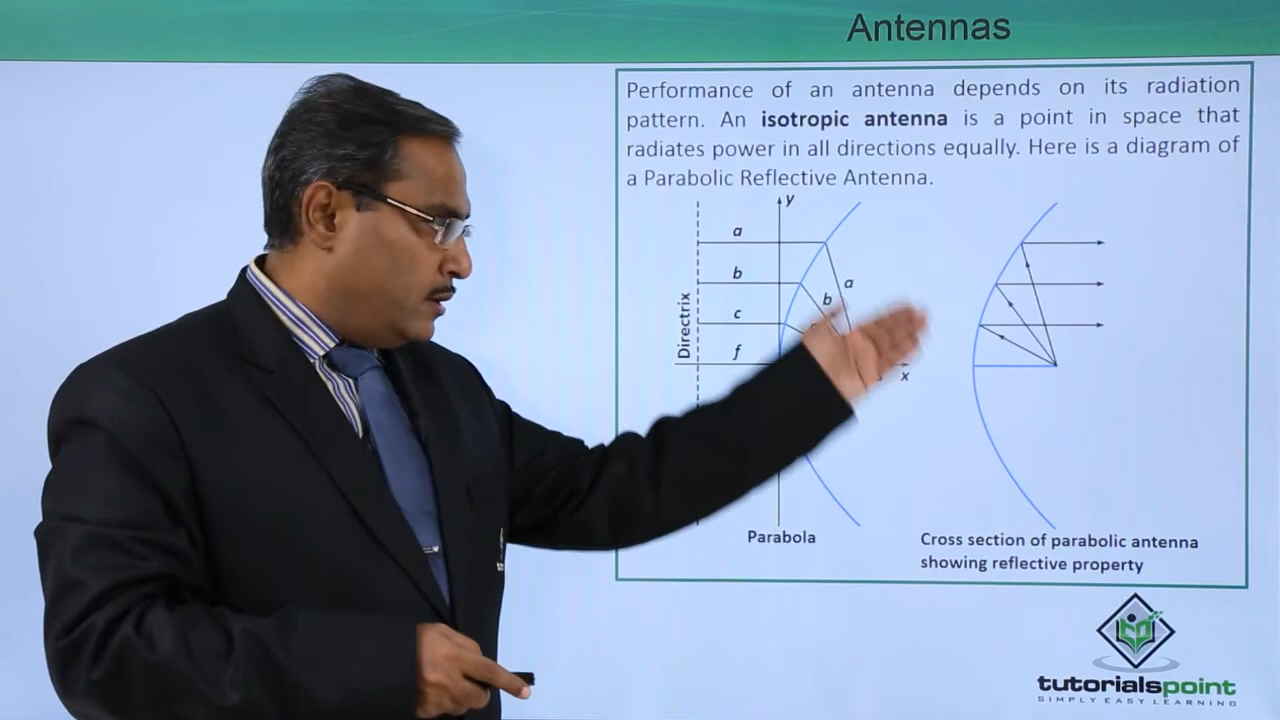 Antennas
Performance of an antenna depends on its radiation
pattern. An isotropic antenna is a point in space that
radiates power in all directions equally. Here is a diagram of
a Parabolic Reflective Antenna.
y
a
b
c
f
a
b
x
Directrix
Parabola
Cross section of parabolic antenna
showing reflective property
tutorialspoint
SIMPLY EASY LEARNING